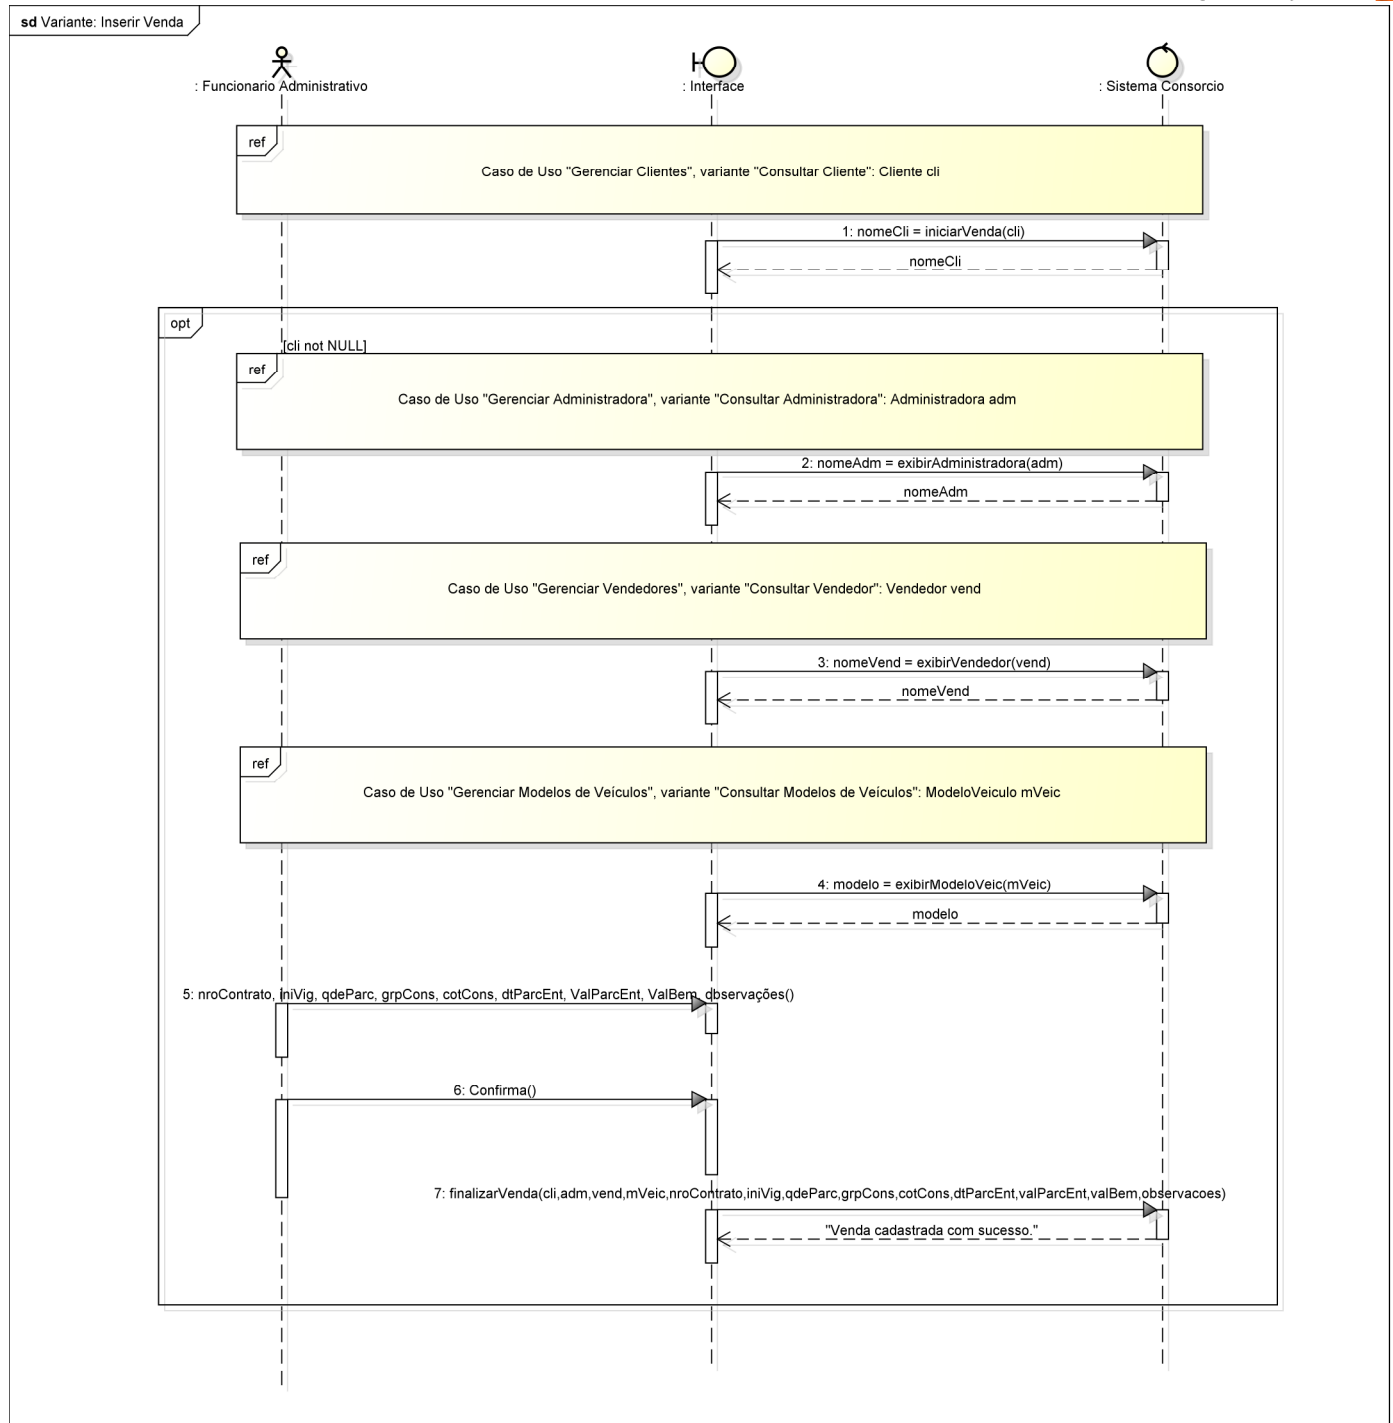 sd Variante: Inserir Venda
: Funcionario Administrativo
: Interface
: Sistema Consorcio
ref
Caso de Uso "Gerenciar Clientes", variante "Consultar Cliente": Cliente cli
1: nomeCli = iniciarVenda(cli)
nomeCli
opt
[cli not NULL]
ref
Caso de Uso "Gerenciar Administradora", variante "Consultar Administradora": Administradora adm
2: nomeAdm = exibirAdministradora(adm)
nomeAdm
ref
Caso de Uso "Gerenciar Vendedores", variante "Consultar Vendedor": Vendedor vend
3: nomeVend = exibirVendedor(vend)
nomeVend
ref
Caso de Uso "Gerenciar Modelos de Veículos", variante "Consultar Modelos de Veículos": ModeloVeiculo mVeic
4: modelo = exibirModeloVeic(mVeic)
modelo
5: nroContrato, iniVig, qdeParc, grpCons, cotCons, dtParcEnt, ValParcEnt, ValBem, observações()
6: Confirma()
7: finalizarVenda(cli,adm,vend,mVeic,nroContrato,iniVig,qdeParc,grpCons,cotCons,dtParcEnt,valParcEnt,valBem,observacoes)
"Venda cadastrada com sucesso."